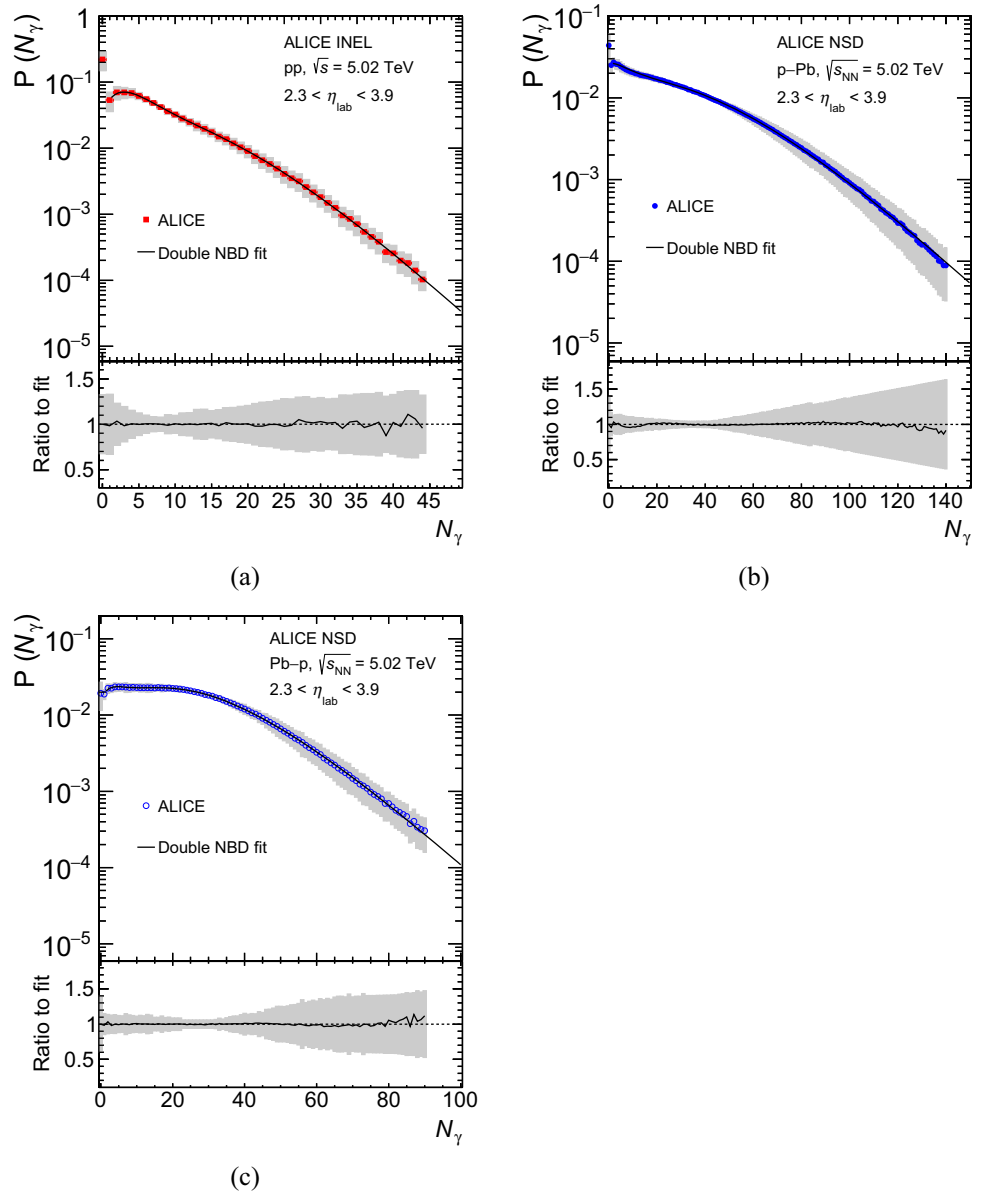 P (Nγ)
1
10⁻¹
10⁻²
10⁻³
10⁻⁴
10⁻⁵
ALICE INEL
pp, √s = 5.02 TeV
2.3 < ηlab < 3.9
ALICE
Double NBD fit
Ratio to fit
1.5
1
0.5
0 5 10 15 20 25 30 35 40 45
Nγ
(a)
P (Nγ)
10⁻¹
10⁻²
10⁻³
10⁻⁴
10⁻⁵
ALICE NSD
p–Pb, √sNN = 5.02 TeV
2.3 < ηlab < 3.9
ALICE
Double NBD fit
Ratio to fit
1.5
1
0.5
0 20 40 60 80 100 120 140
Nγ
(b)
P (Nγ)
10⁻¹
10⁻²
10⁻³
10⁻⁴
10⁻⁵
ALICE NSD
Pb–p, √sNN = 5.02 TeV
2.3 < ηlab < 3.9
ALICE
Double NBD fit
Ratio to fit
1.5
1
0.5
0 20 40 60 80 100
Nγ
(c)